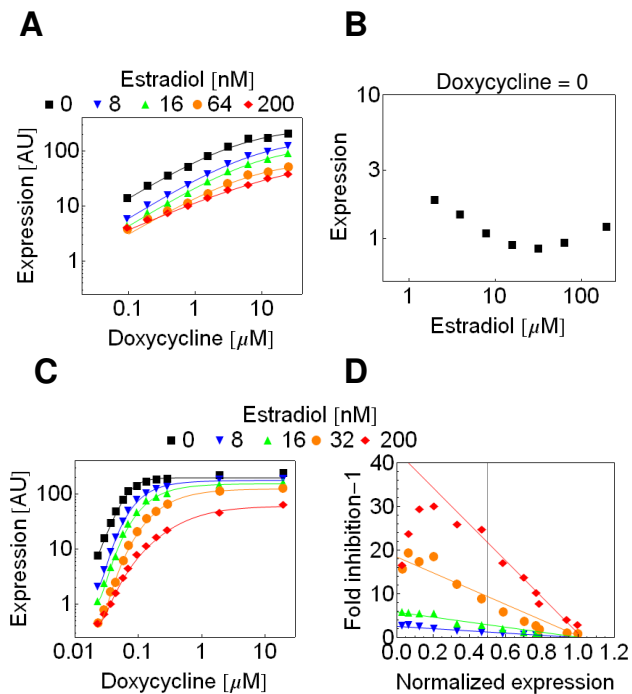 A
B
Estradiol [nM]
0 8 16 64 200
Doxycycline = 0
Expression [AU]
100
10
1
0.1 1 10
Doxycycline [μM]
Expression
10
3
1
1 10 100
Estradiol [μM]
C
D
Estradiol [nM]
0 8 16 32 200
Expression [AU]
100
10
1
0.01 0.1 1 10
Doxycycline [μM]
Fold inhibition−1
40
30
20
10
0
0.0 0.2 0.4 0.6 0.8 1.0 1.2
Normalized expression